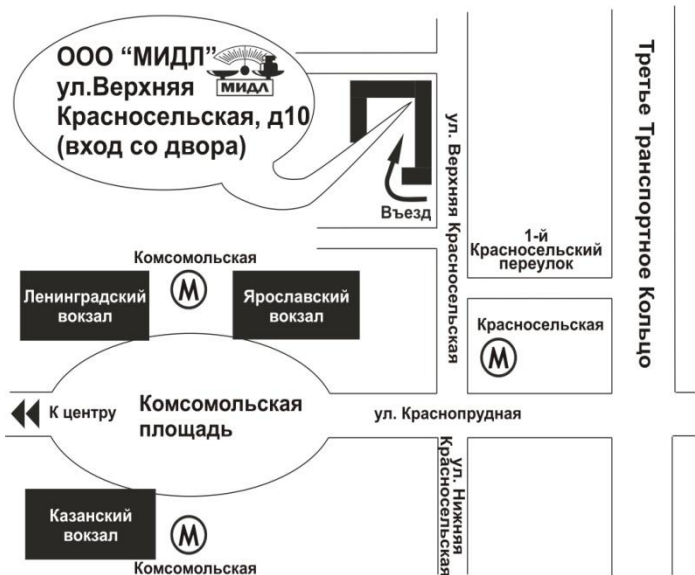 ООО “МИДЛ”
ул.Верхняя
Красносельская, д10
(вход со двора)
МИДЛ
Въезд
ул. Верхняя Красносельская
Третье Транспортное Кольцо
1-й
Красносельский
переулок
Комсомольская
М
Ленинградский
вокзал
Ярославский
вокзал
Красносельская
М
К центру
Комсомольская
площадь
ул. Краснопрудная
ул. Нижняя
Красносельская
Казанский
вокзал
М
Комсомольская